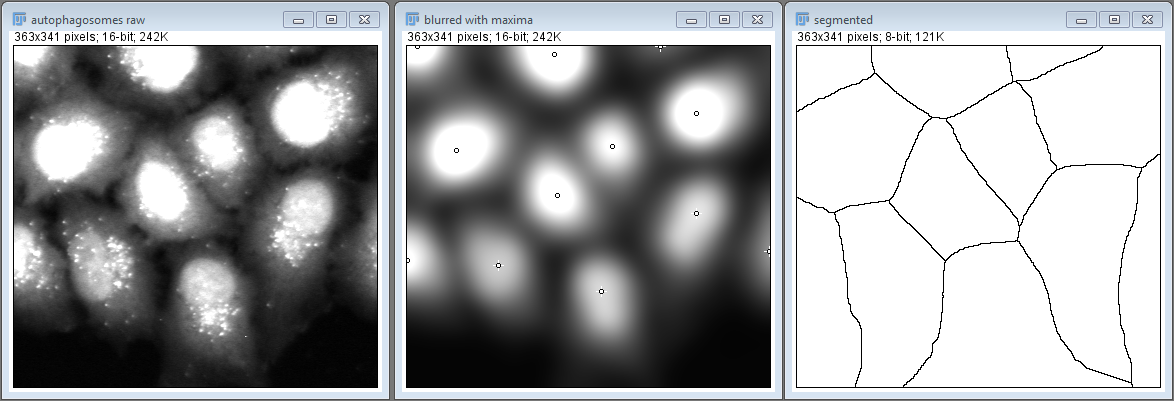 autophagosomes raw
363x341 pixels; 16-bit; 242K
blurred with maxima
363x341 pixels; 16-bit; 242K
segmented
363x341 pixels; 8-bit; 121K